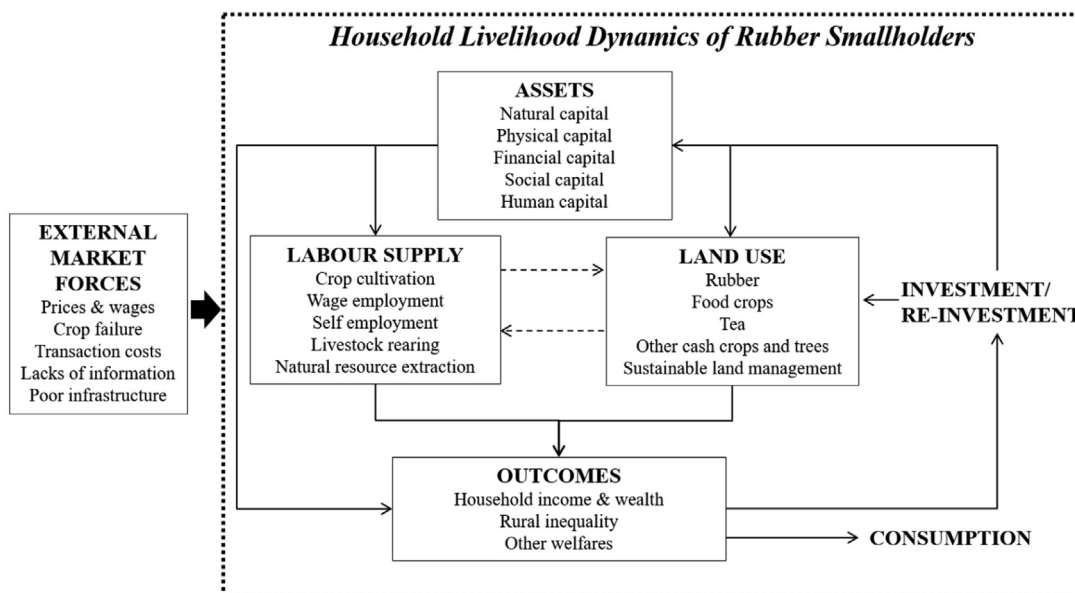 Household Livelihood Dynamics of Rubber Smallholders
ASSETS
Natural capital
Physical capital
Financial capital
Social capital
Human capital
EXTERNAL
MARKET
FORCES
Prices & wages
Crop failure
Transaction costs
Lacks of information
Poor infrastructure
LABOUR SUPPLY
Crop cultivation
Wage employment
Self employment
Livestock rearing
Natural resource extraction
LAND USE
Rubber
Food crops
Tea
Other cash crops and trees
Sustainable land management
INVESTMENT/
RE-INVESTMENT
OUTCOMES
Household income & wealth
Rural inequality
Other welfares
CONSUMPTION